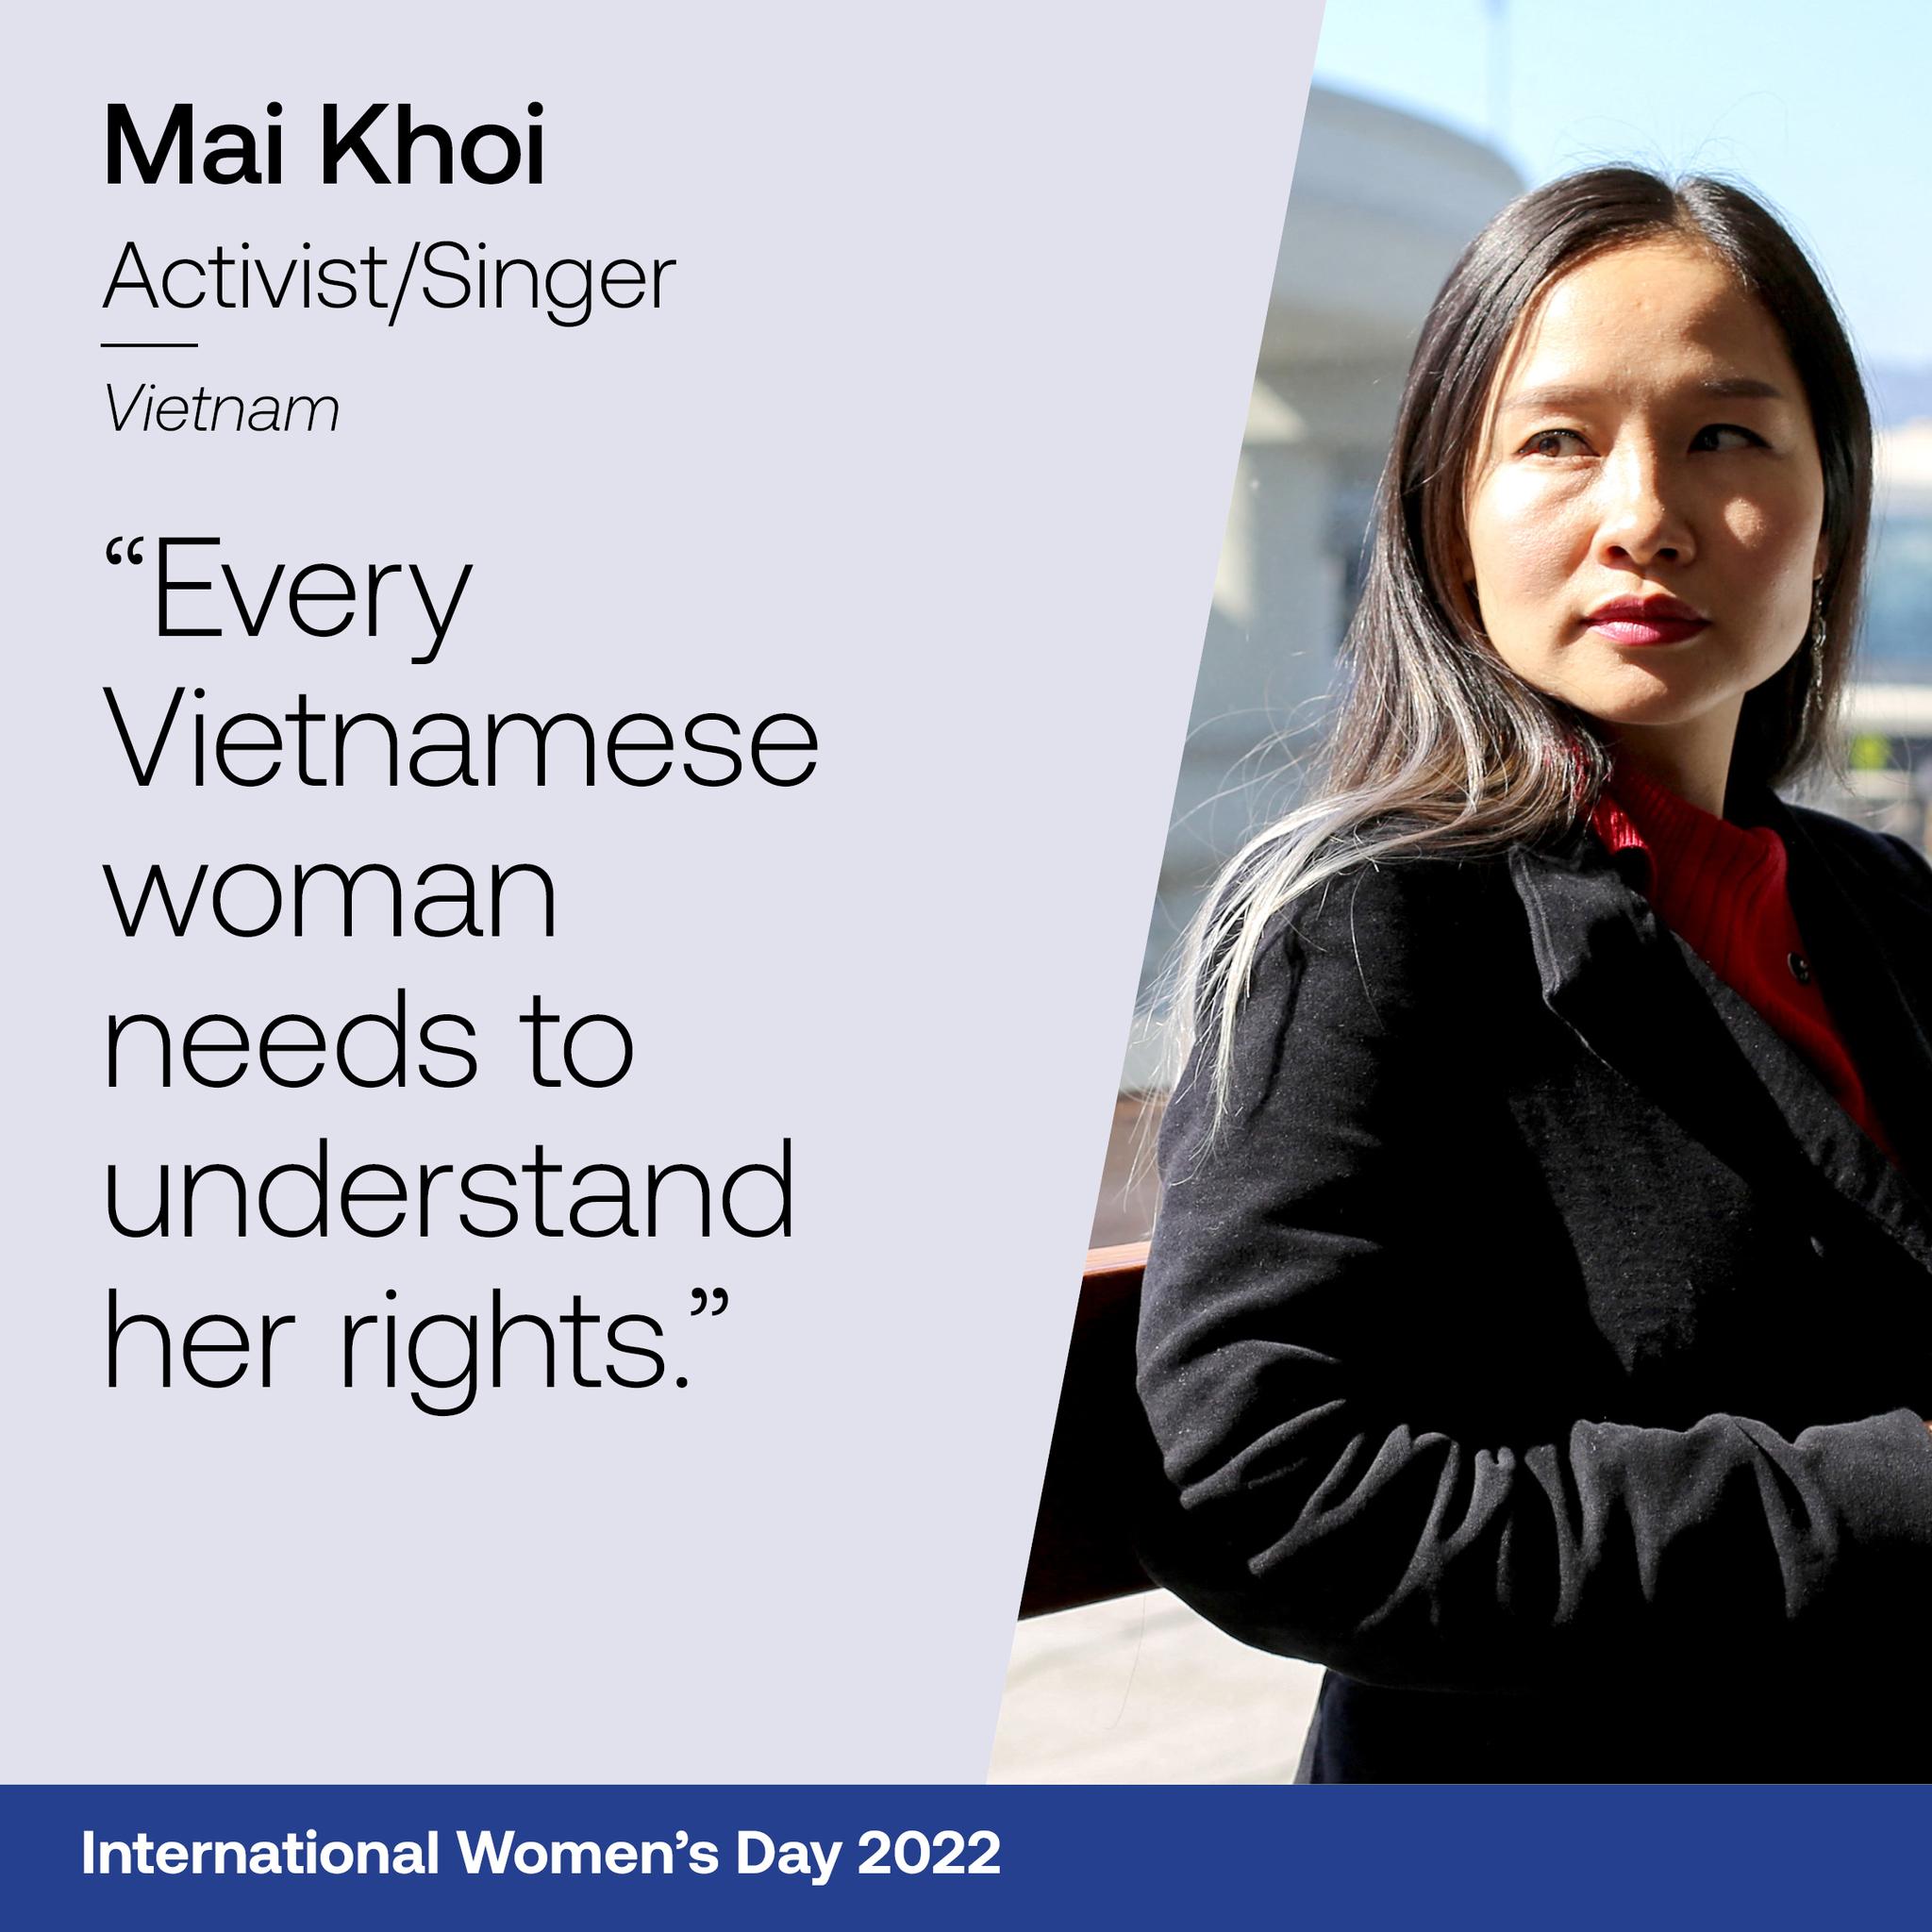 Mai Khoi
Activist/Singer
Vietnam
“Every
Vietnamese
woman
needs to
understand
her rights.”
International Women’s Day 2022